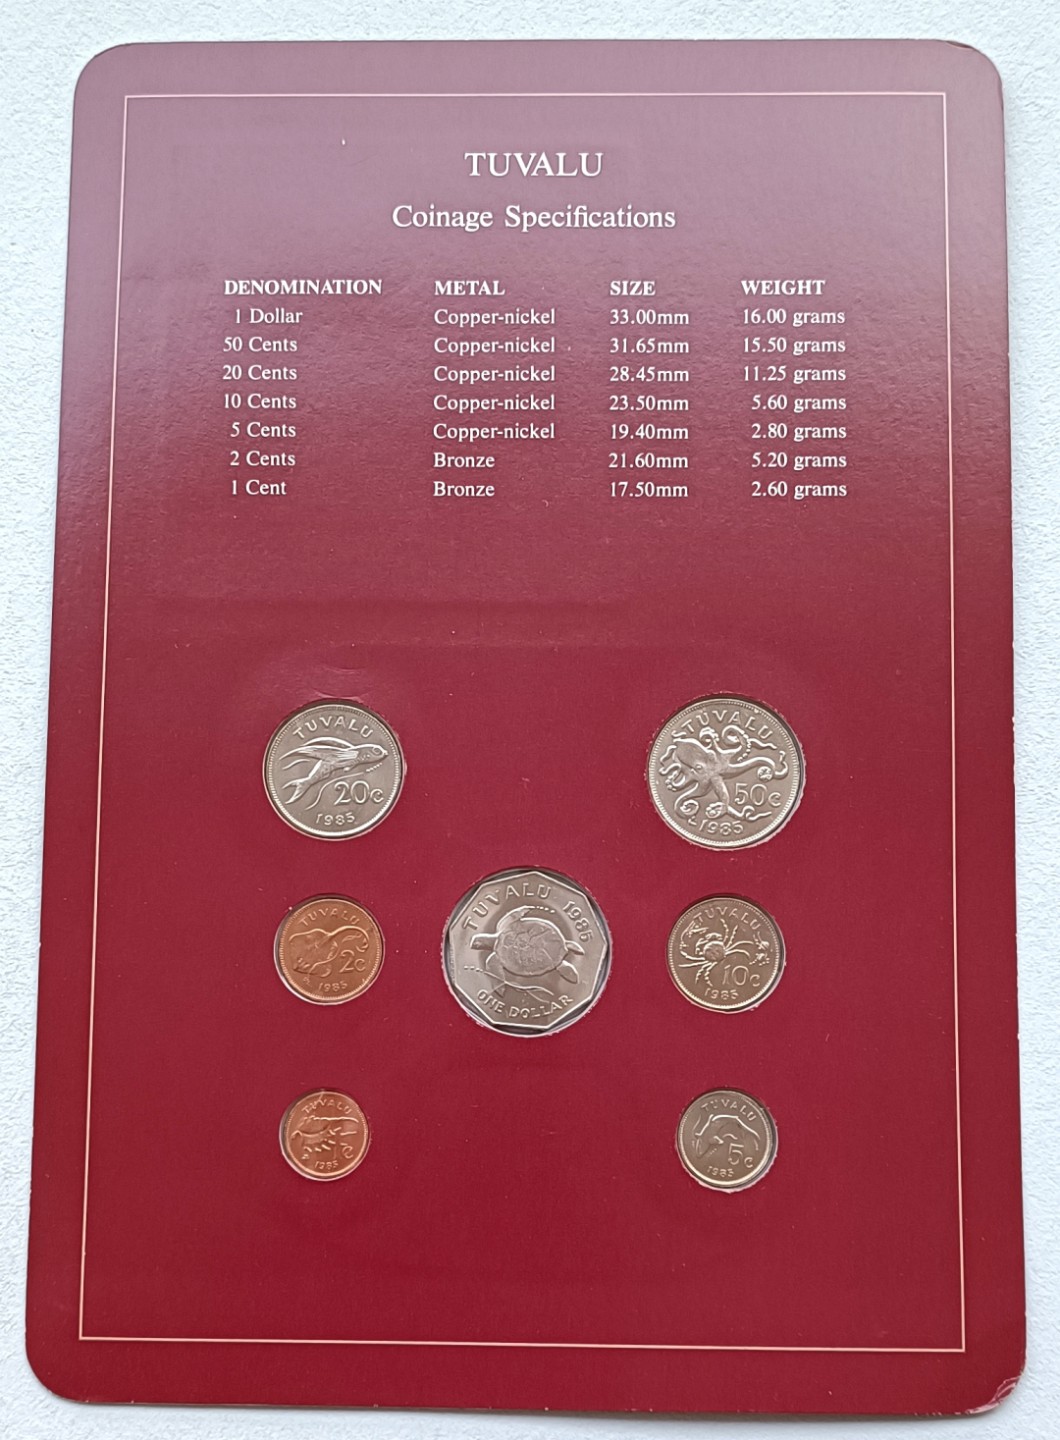 TUVALU
Coinage Specifications
DENOMINATION METAL SIZE WEIGHT
1 Dollar Copper-nickel 33.00mm 16.00 grams
50 Cents Copper-nickel 31.65mm 15.50 grams
20 Cents Copper-nickel 28.45mm 11.25 grams
10 Cents Copper-nickel 23.50mm 5.60 grams
5 Cents Copper-nickel 19.40mm 2.80 grams
2 Cents Bronze 21.60mm 5.20 grams
1 Cent Bronze 17.50mm 2.60 grams
TUVALU
20c
1985
TUVALU
50c
1985
TUVALU
2c
1985
TUVALU 1985
ONE DOLLAR
TUVALU
10c
1985
TUVALU
1c
1985
TUVALU
5c
1985